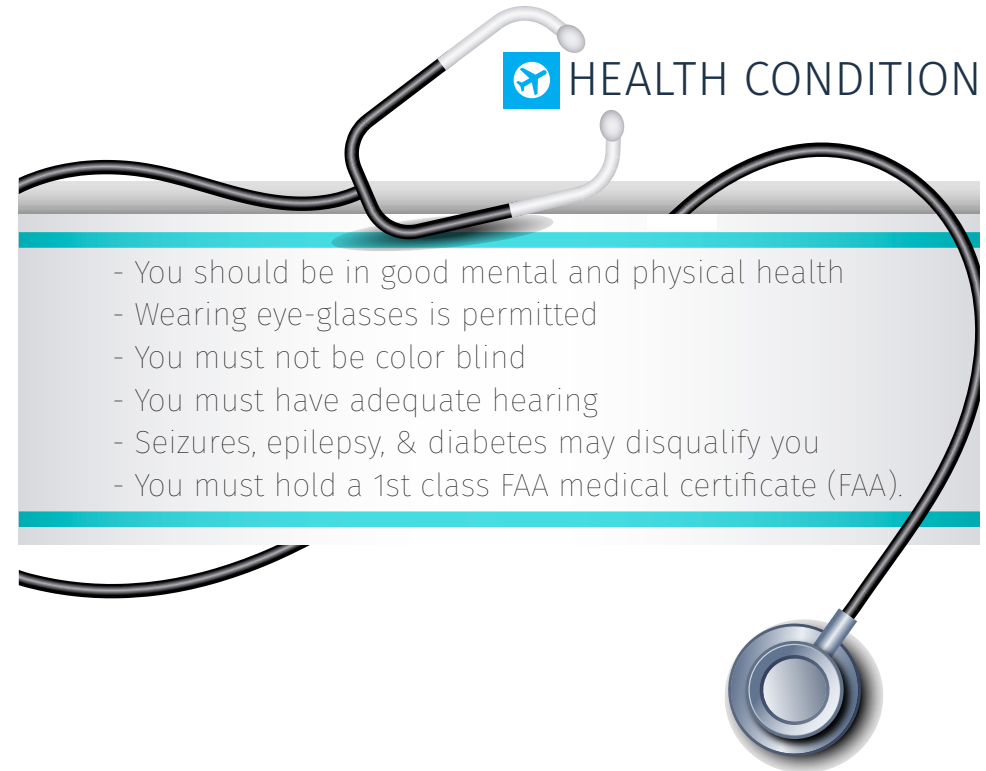 HEALTH CONDITION
- You should be in good mental and physical health
- Wearing eye-glasses is permitted
- You must not be color blind
- You must have adequate hearing
- Seizures, epilepsy, & diabetes may disqualify you
- You must hold a 1st class FAA medical certificate (FAA).